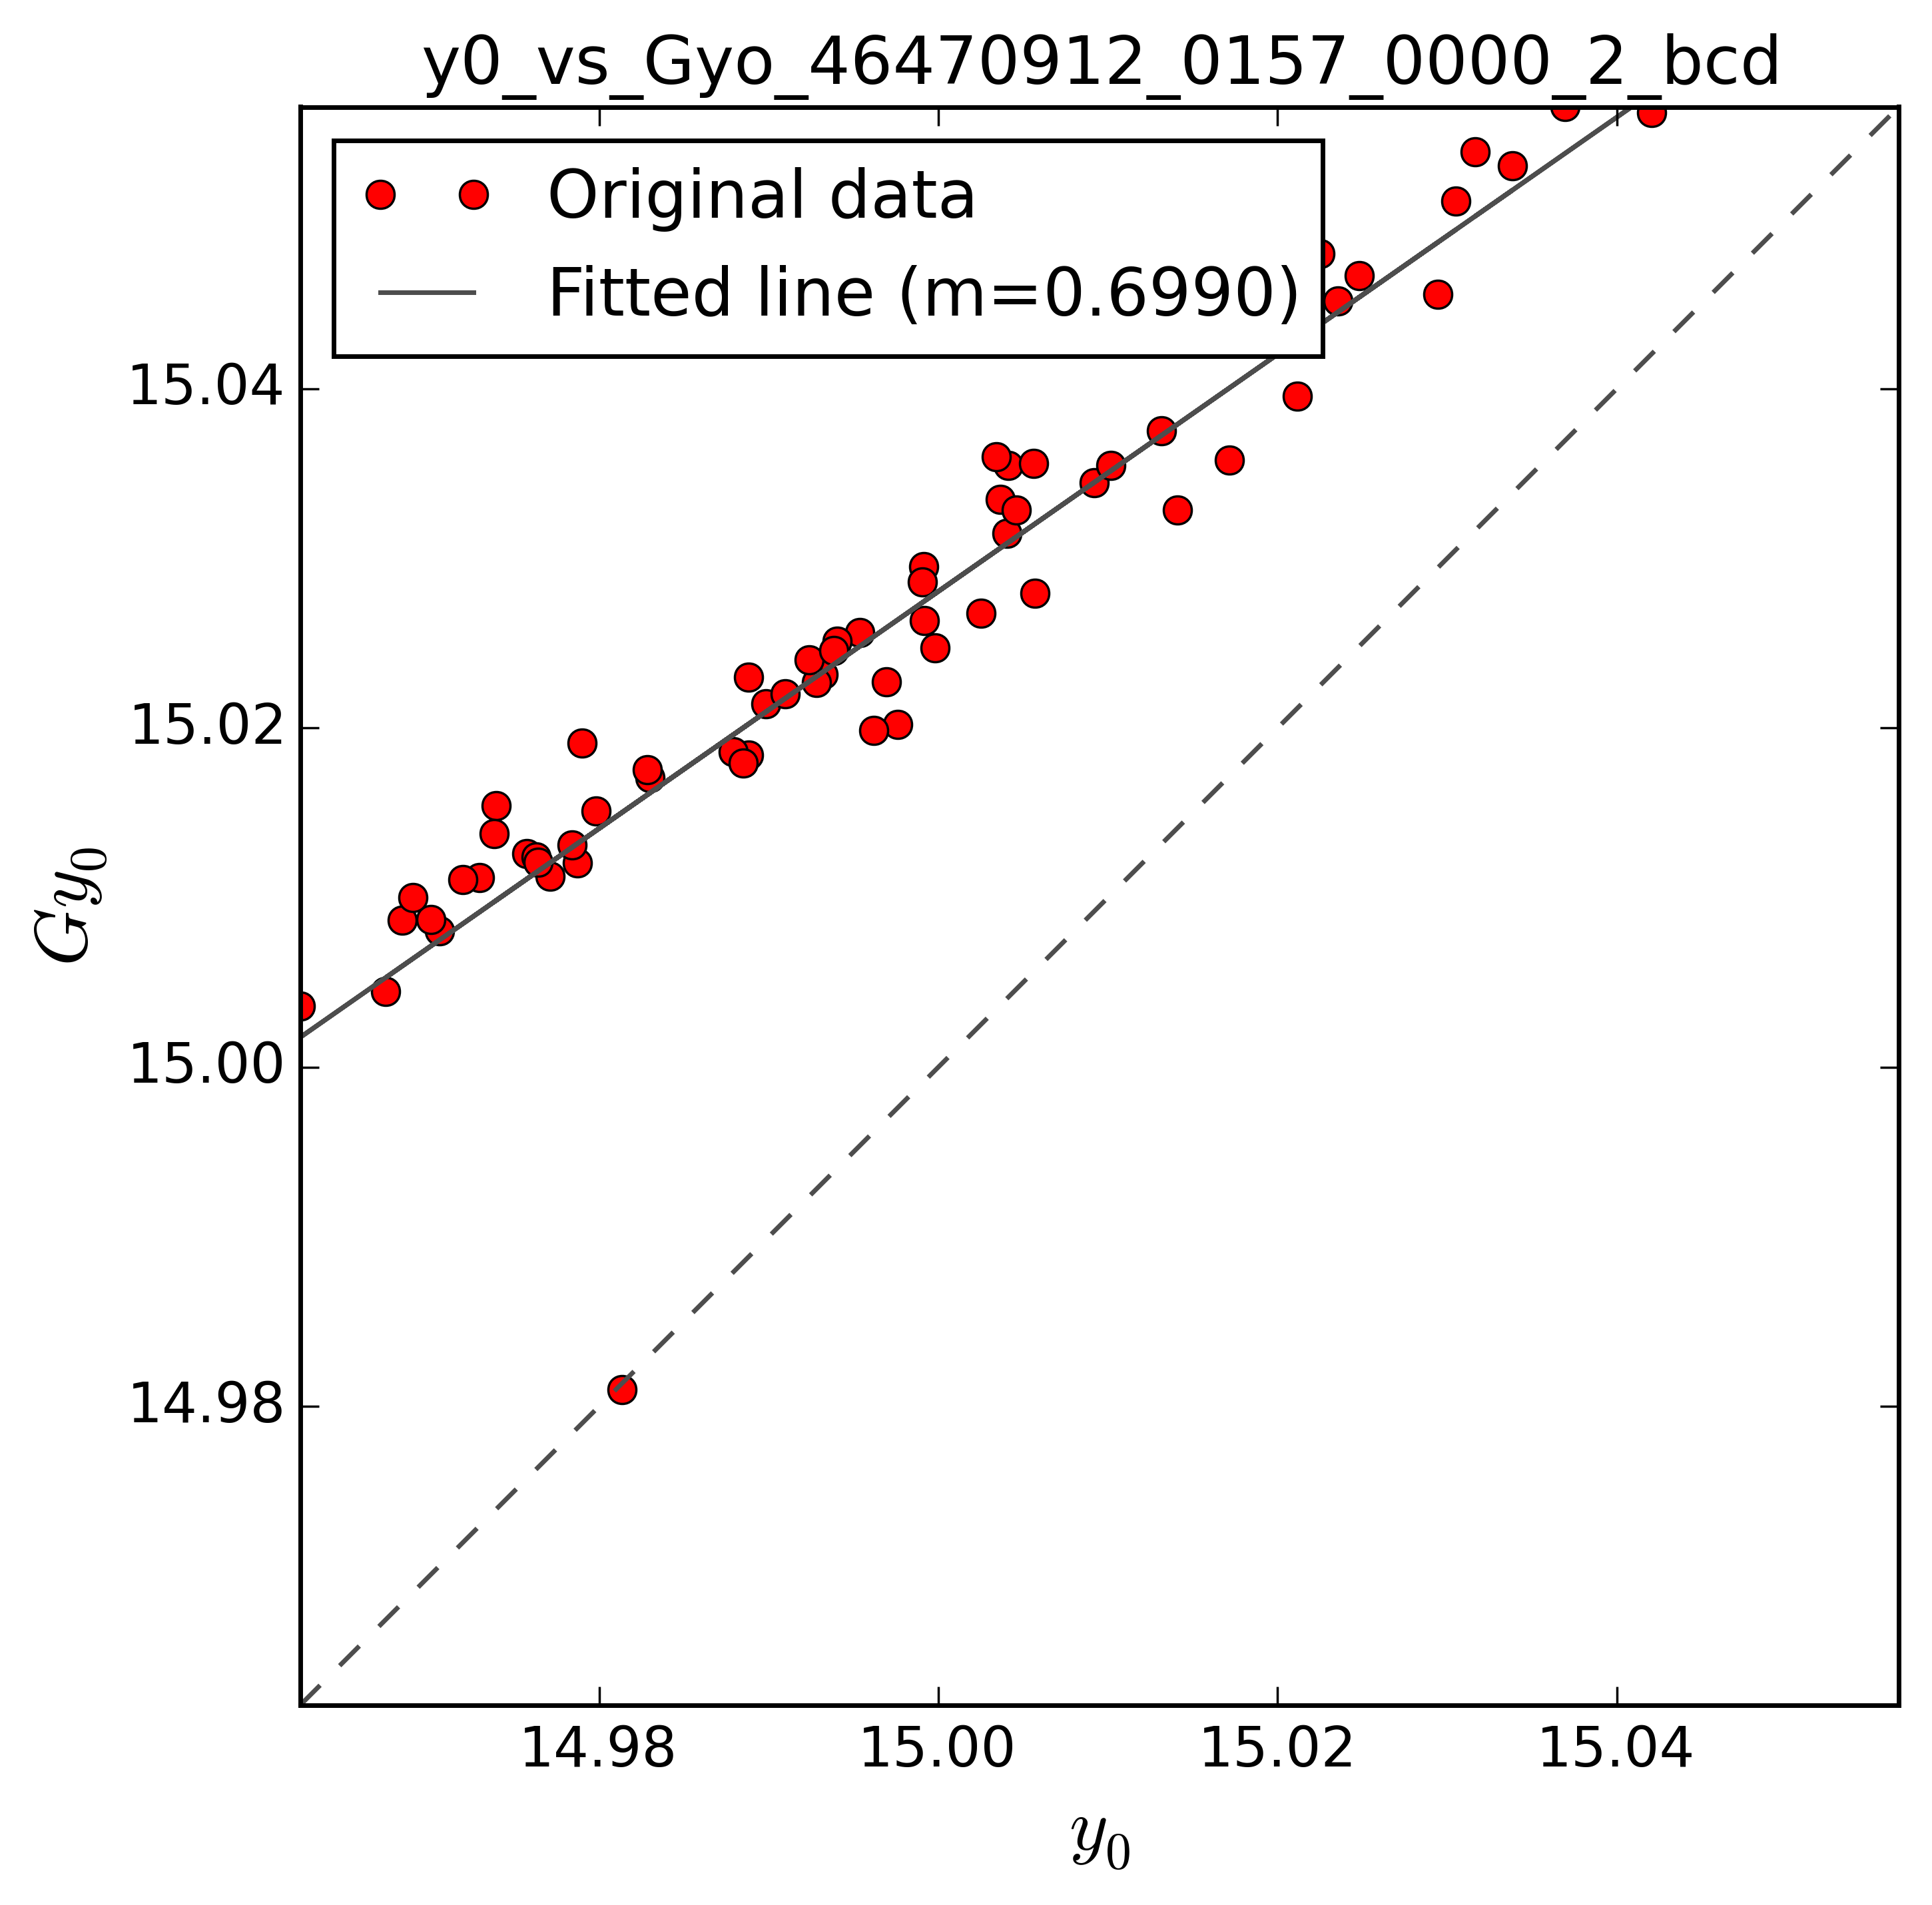 y0_vs_Gyo_46470912_0157_0000_2_bcd
Original data
Fitted line (m=0.6990)
15.04
15.02
15.00
14.98
Gy₀
14.98 15.00 15.02 15.04
y₀